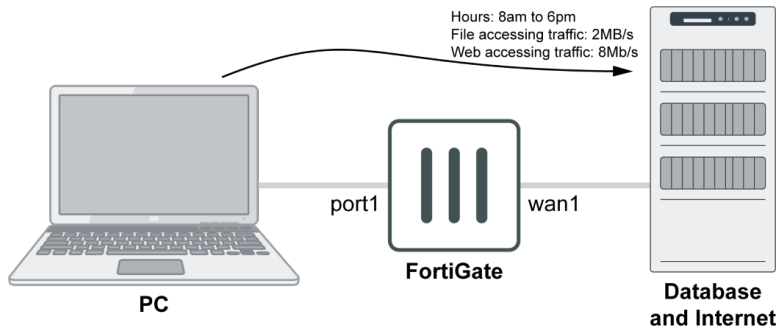 Hours: 8am to 6pm
File accessing traffic: 2MB/s
Web accessing traffic: 8Mb/s
port1
wan1
FortiGate
PC
Database
and Internet